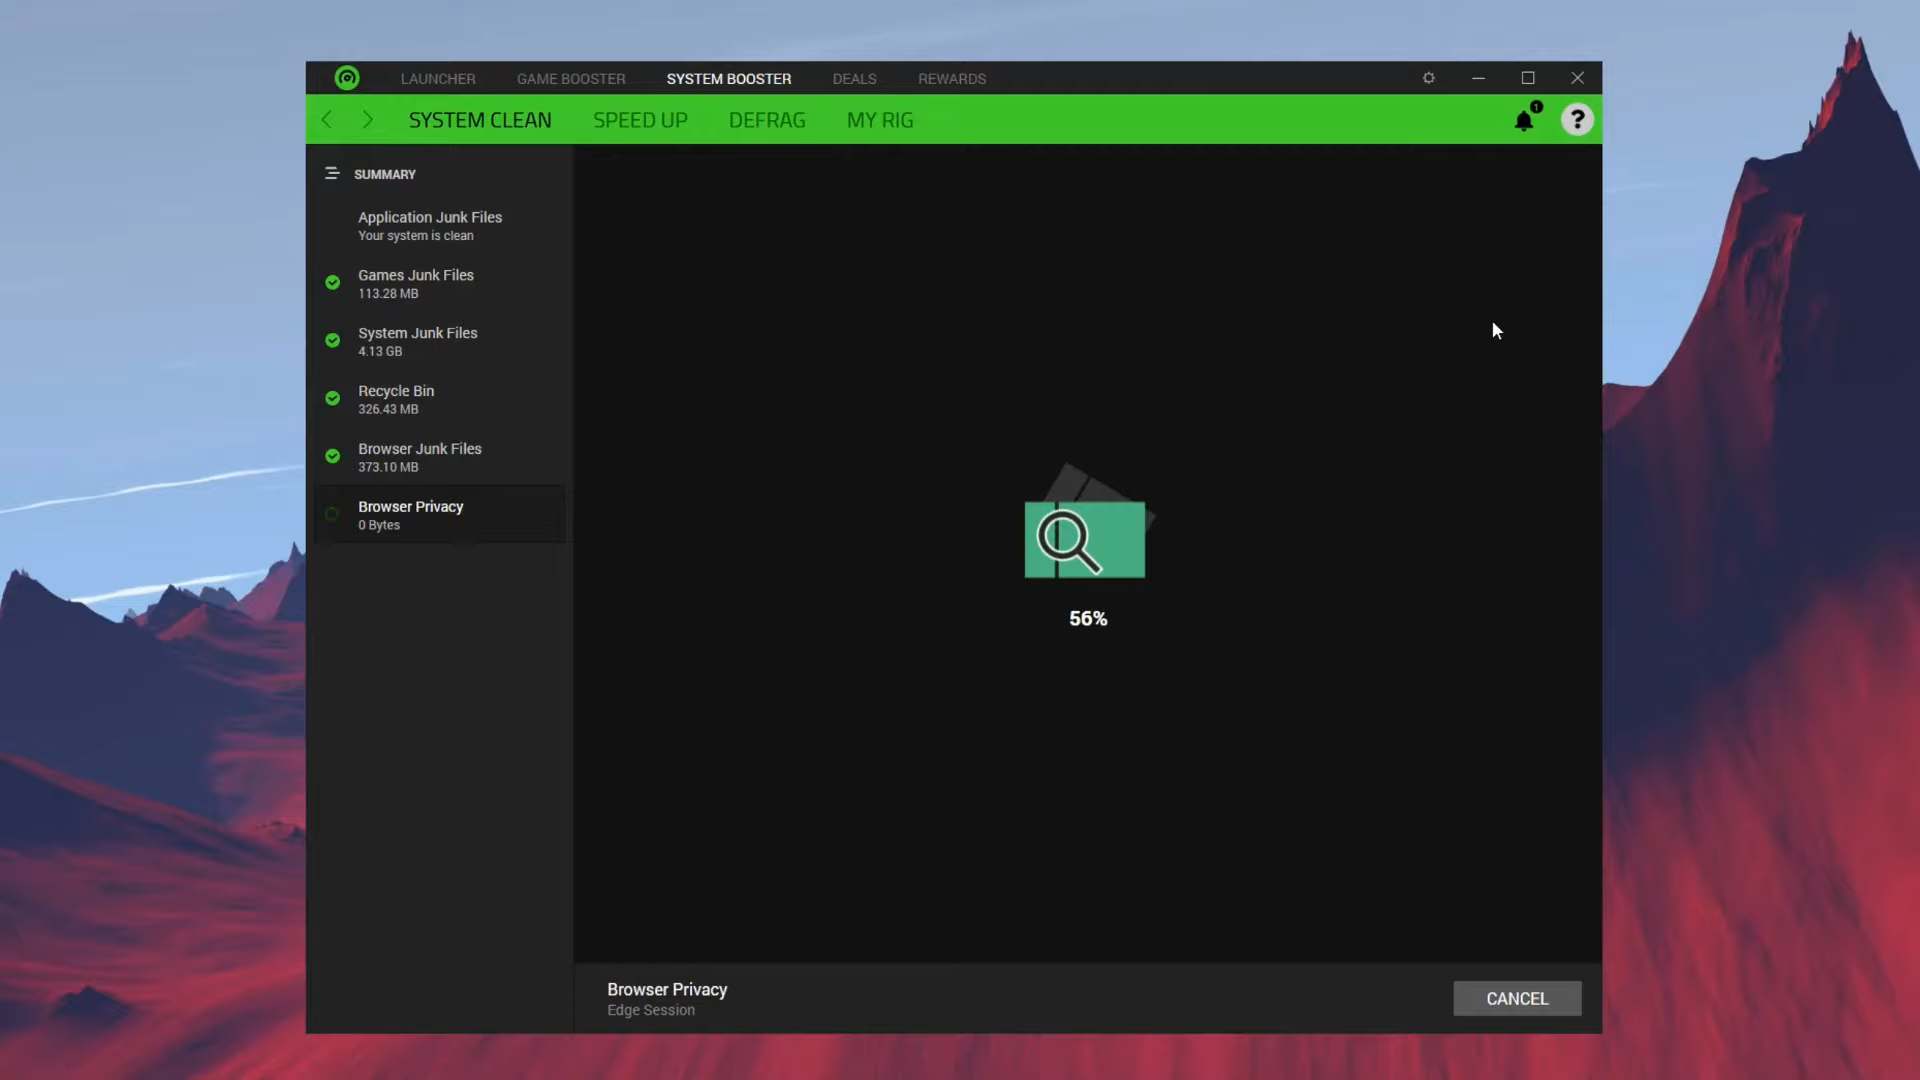 LAUNCHER GAME BOOSTER SYSTEM BOOSTER DEALS REWARDS
SYSTEM CLEAN SPEED UP DEFRAG MY RIG 1 ?
SUMMARY
Application Junk Files
Your system is clean
Games Junk Files
113.28 MB
System Junk Files
4.13 GB
Recycle Bin
326.43 MB
Browser Junk Files
373.10 MB
Browser Privacy
0 Bytes
56%
Browser Privacy
Edge Session
CANCEL